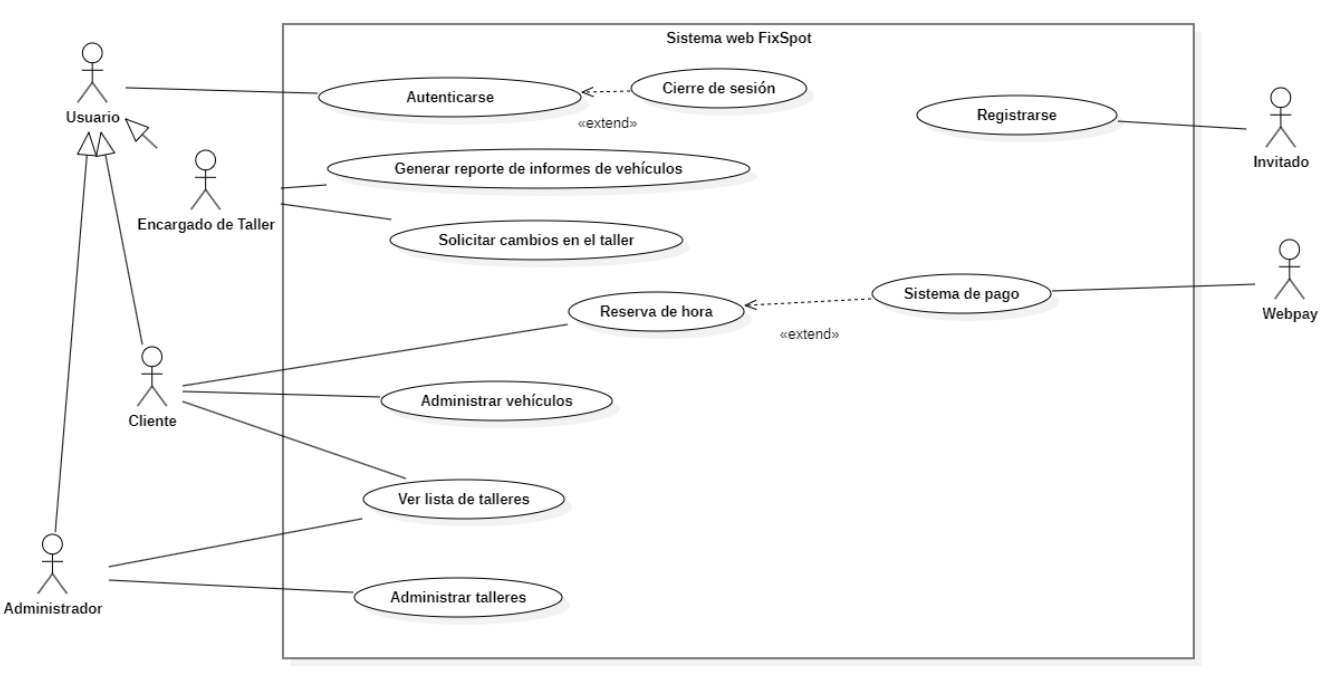 Sistema web FixSpot
Usuario
Autenticarse
Cierre de sesión
«extend»
Registrarse
Invitado
Generar reporte de informes de vehículos
Encargado de Taller
Solicitar cambios en el taller
Reserva de hora
Sistema de pago
«extend»
Webpay
Cliente
Administrar vehículos
Ver lista de talleres
Administrador
Administrar talleres